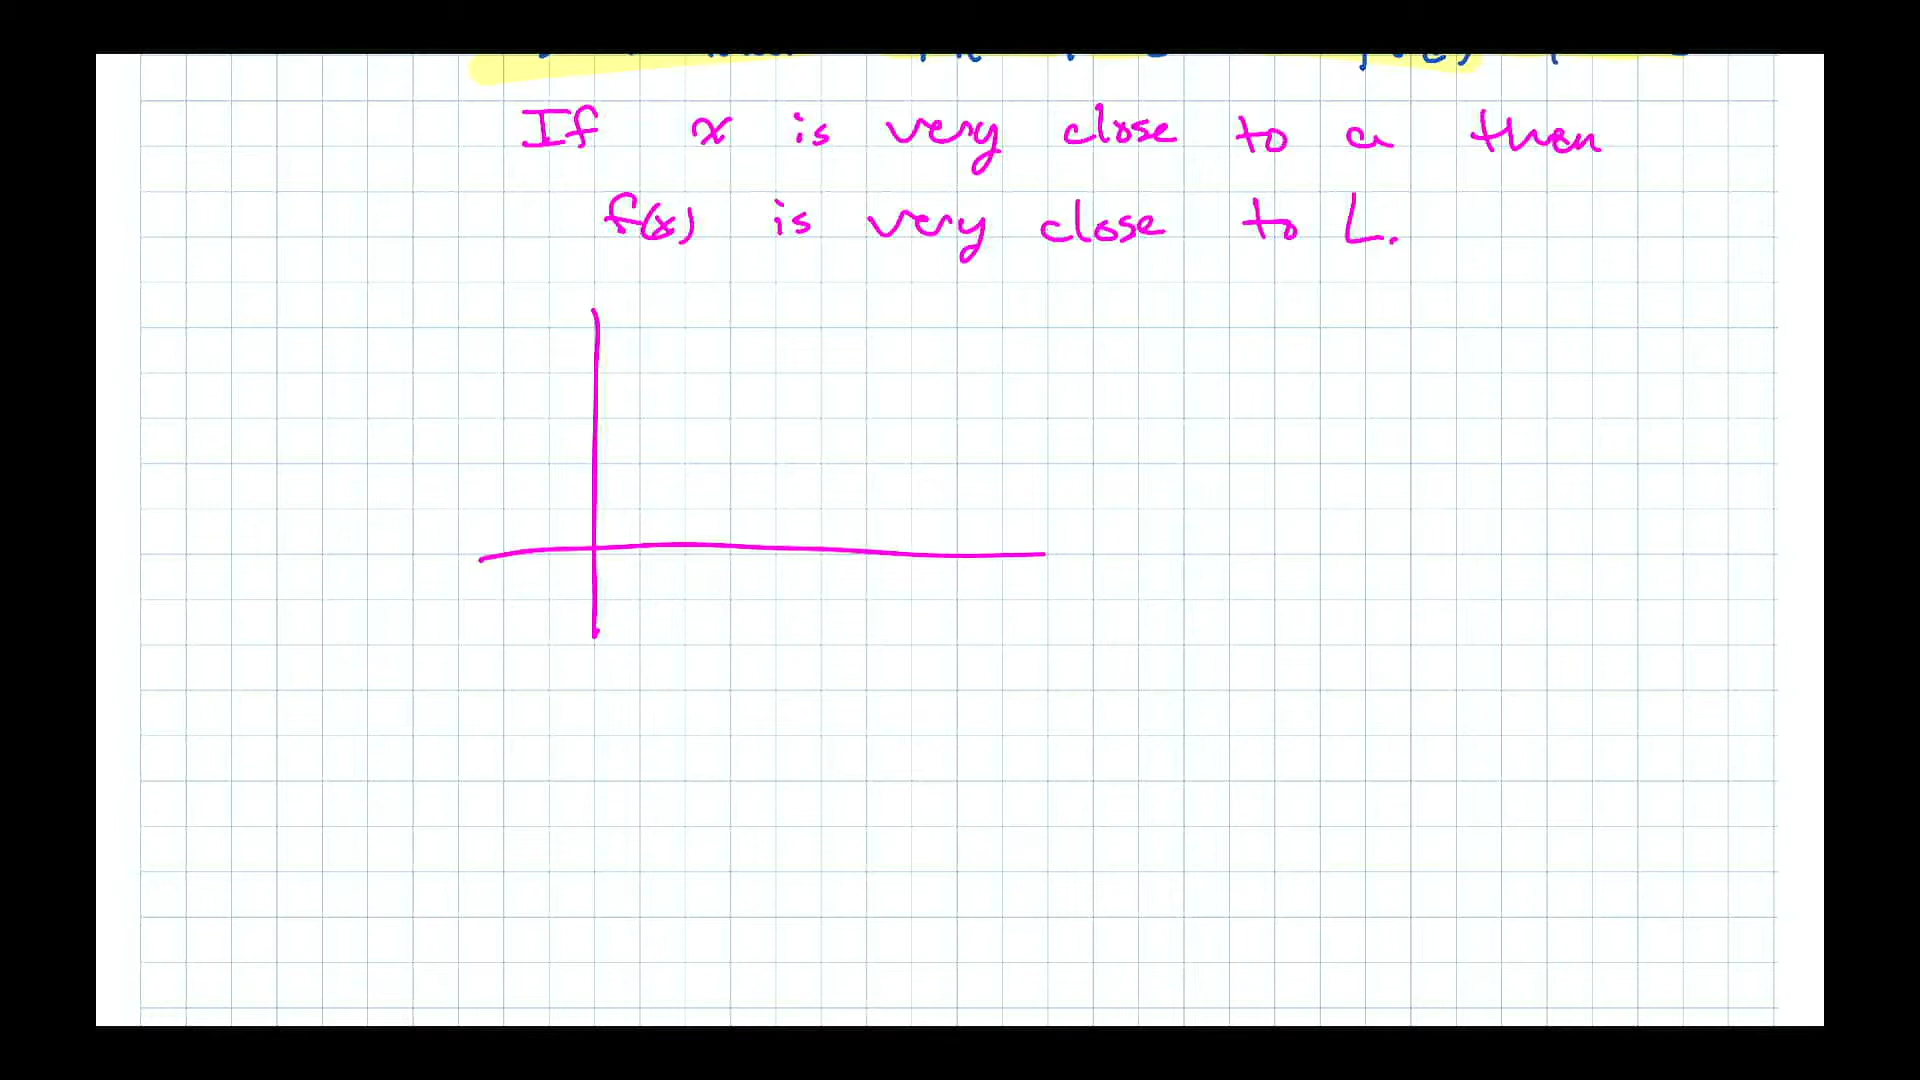 If x is very close to a then
f(x) is very close to L.